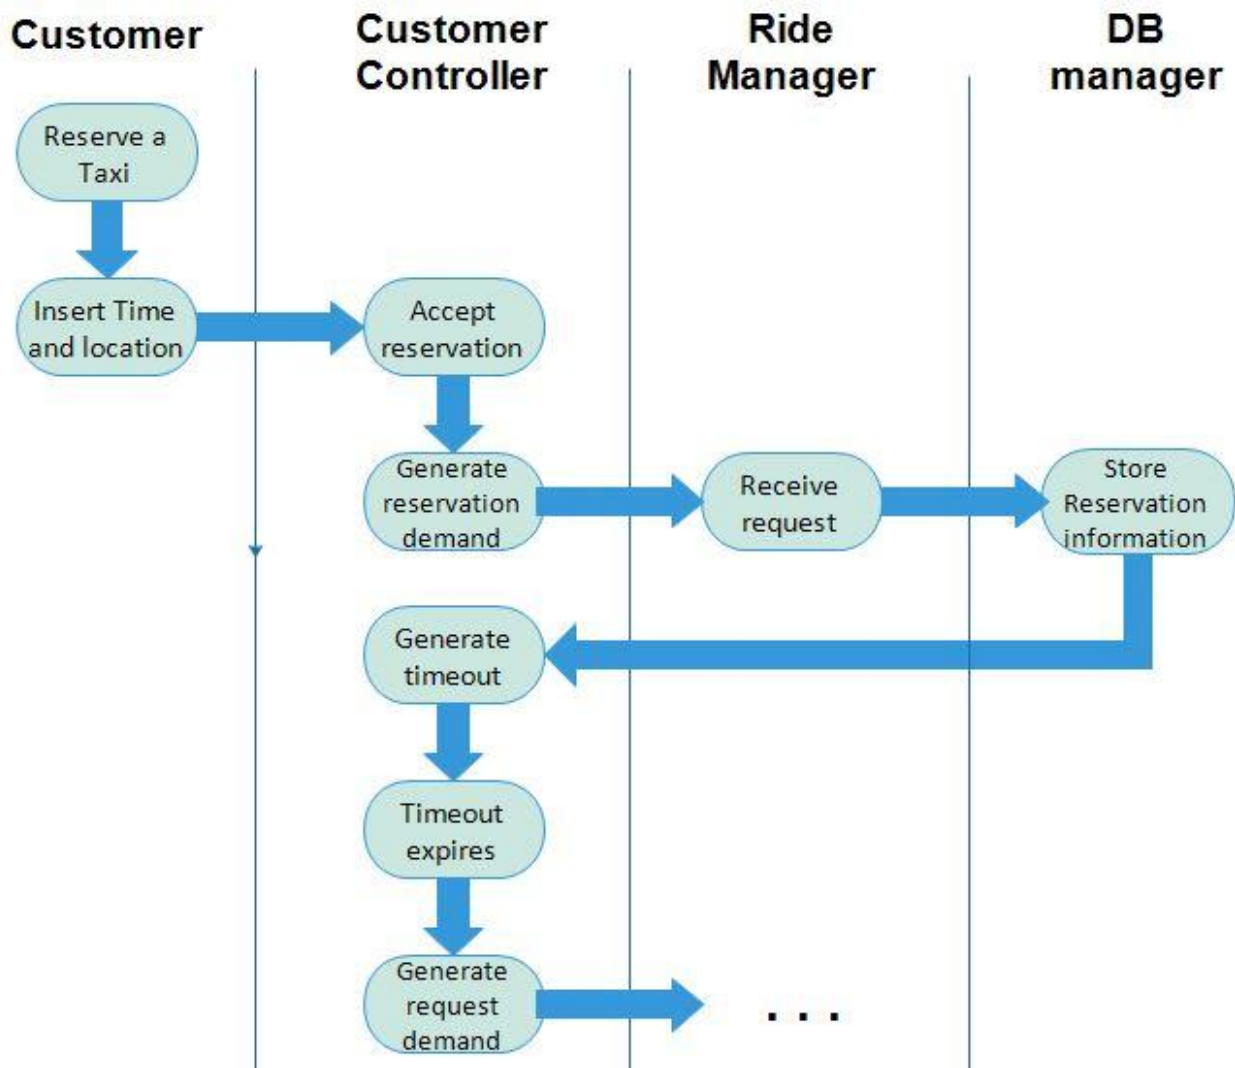 Customer
Customer
Controller
Ride
Manager
DB
manager
Reserve a
Taxi
Insert Time
and location
Accept
reservation
Generate
reservation
demand
Receive
request
Store
Reservation
information
Generate
timeout
Timeout
expires
Generate
request
demand
. . .